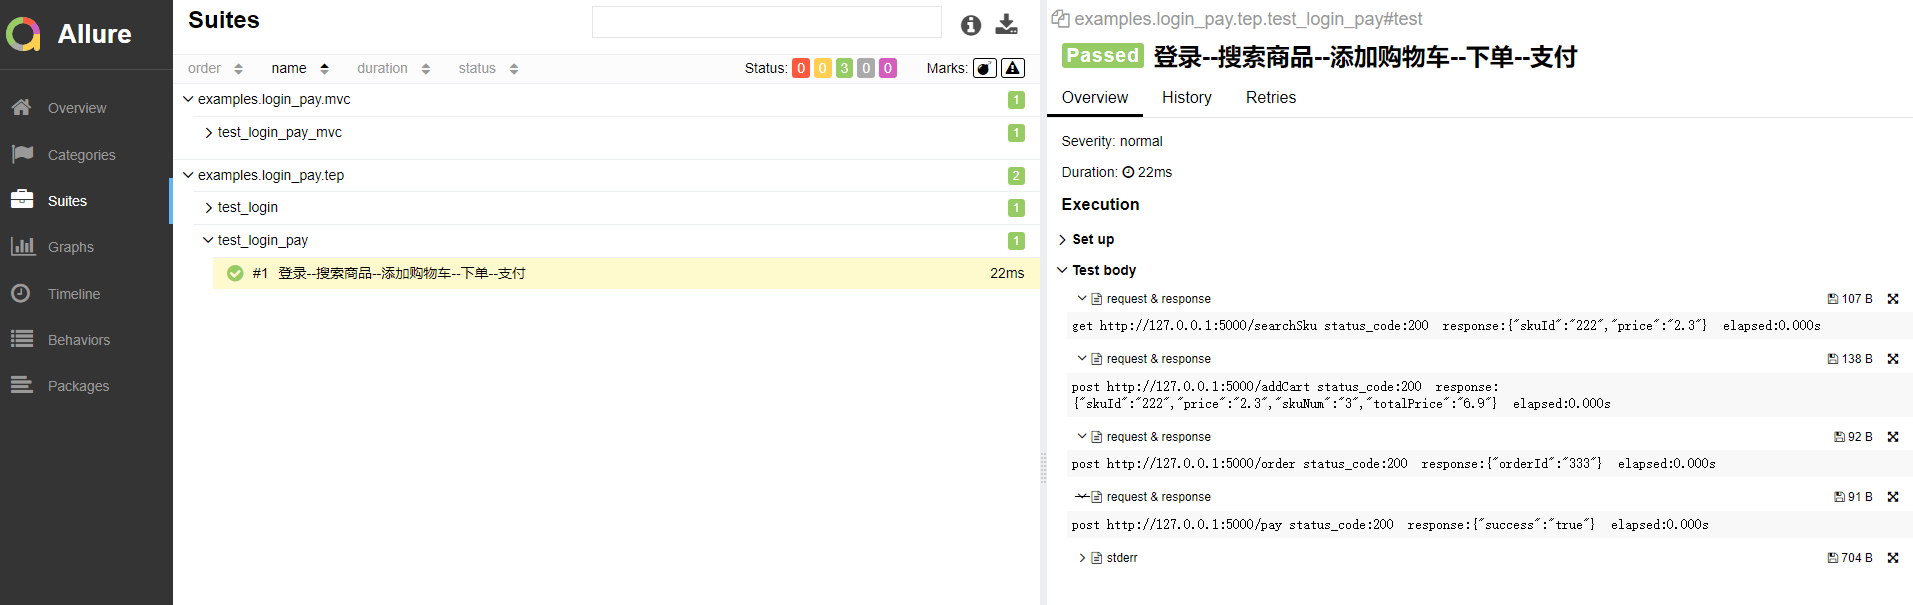 Allure
Overview
Categories
Suites
Graphs
Timeline
Behaviors
Packages
Suites
order name duration status Status: 0 0 3 0 0 Marks:
examples.login_pay.mvc 1
test_login_pay_mvc 1
examples.login_pay.tep 2
test_login 1
test_login_pay 1
#1 登录--搜索商品--添加购物车--下单--支付 22ms
examples.login_pay.tep.test_login_pay#test
Passed 登录--搜索商品--添加购物车--下单--支付
Overview History Retries
Severity: normal
Duration: 22ms
Execution
Set up
Test body
request & response 107 B
get http://127.0.0.1:5000/searchSku status_code:200 response:{"skuId":"222","price":"2.3"} elapsed:0.000s
request & response 138 B
post http://127.0.0.1:5000/addCart status_code:200 response:
{"skuId":"222","price":"2.3","skuNum":"3","totalPrice":"6.9"} elapsed:0.000s
request & response 92 B
post http://127.0.0.1:5000/order status_code:200 response:{"orderId":"333"} elapsed:0.000s
request & response 91 B
post http://127.0.0.1:5000/pay status_code:200 response:{"success":"true"} elapsed:0.000s
stderr 704 B